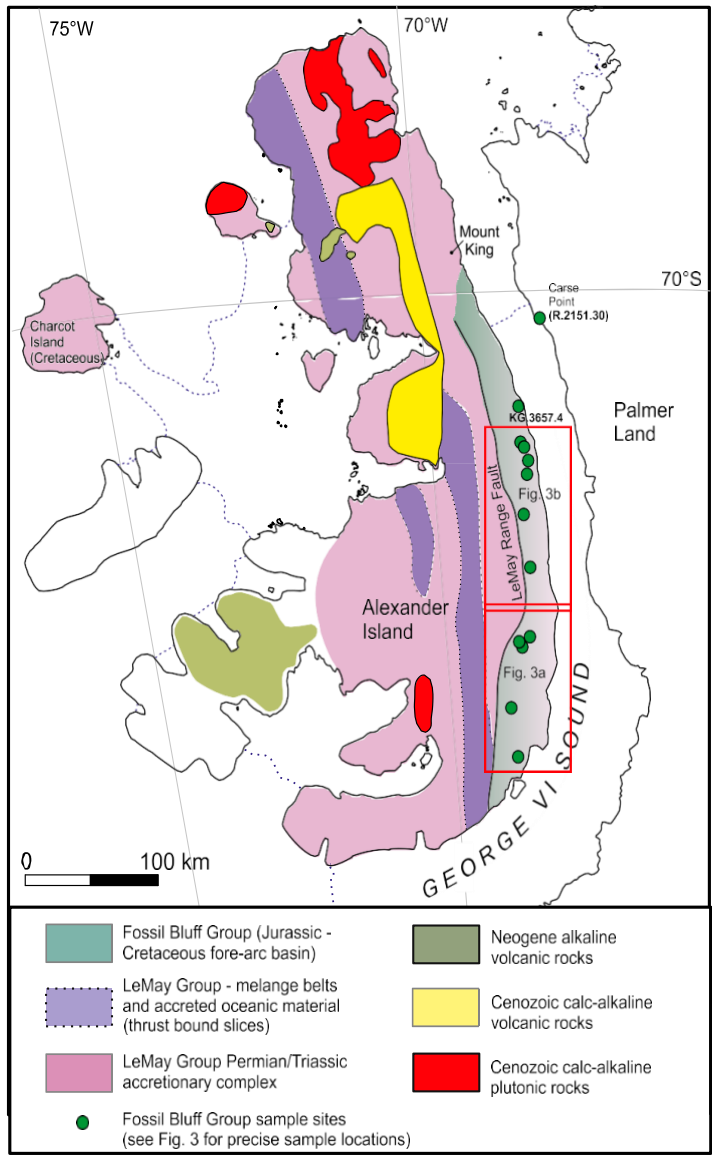 75°W
70°W
Mount
King
70°S
Carse
Point
(R.2151.30)
Charcot
Island
(Cretaceous)
KG.3657.4
Palmer
Land
LeMay Range Fault
Fig. 3b
Alexander
Island
Fig. 3a
GEORGE VI SOUND
0 100 km
Fossil Bluff Group (Jurassic -
Cretaceous fore-arc basin)
LeMay Group - melange belts
and accreted oceanic material
(thrust bound slices)
LeMay Group Permian/Triassic
accretionary complex
Fossil Bluff Group sample sites
(see Fig. 3 for precise sample locations)
Neogene alkaline
volcanic rocks
Cenozoic calc-alkaline
volcanic rocks
Cenozoic calc-alkaline
plutonic rocks